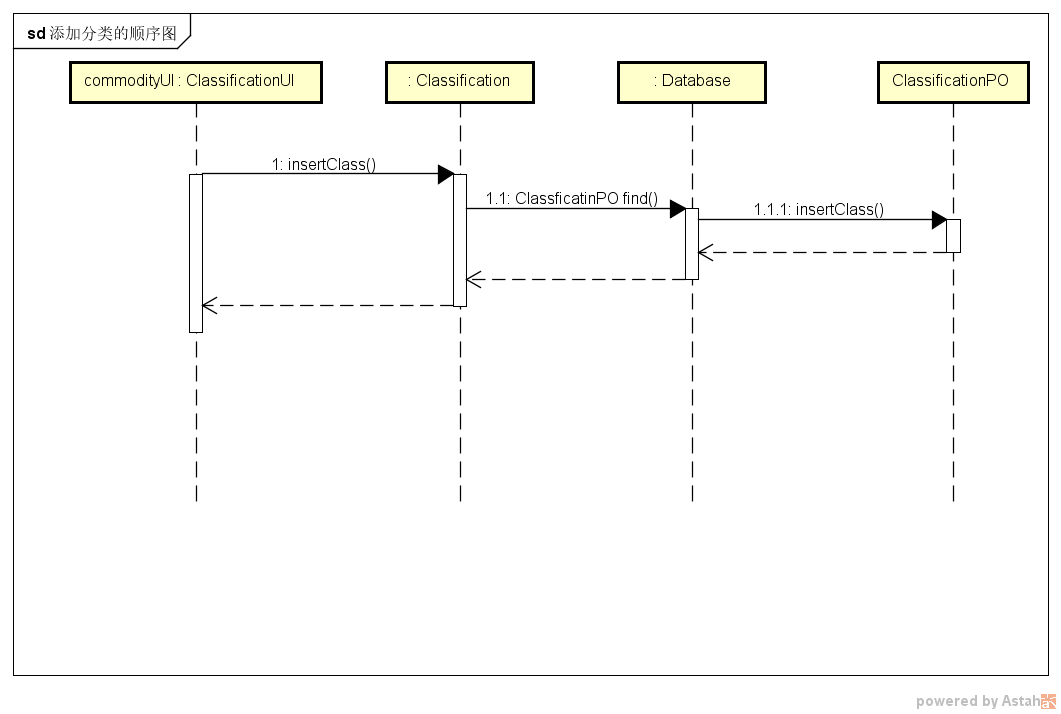 sd 添加分类的顺序图
commodityUI : ClassificationUI
: Classification
: Database
ClassificationPO
1: insertClass()
1.1: ClassficatinPO find()
1.1.1: insertClass()
powered by Astah